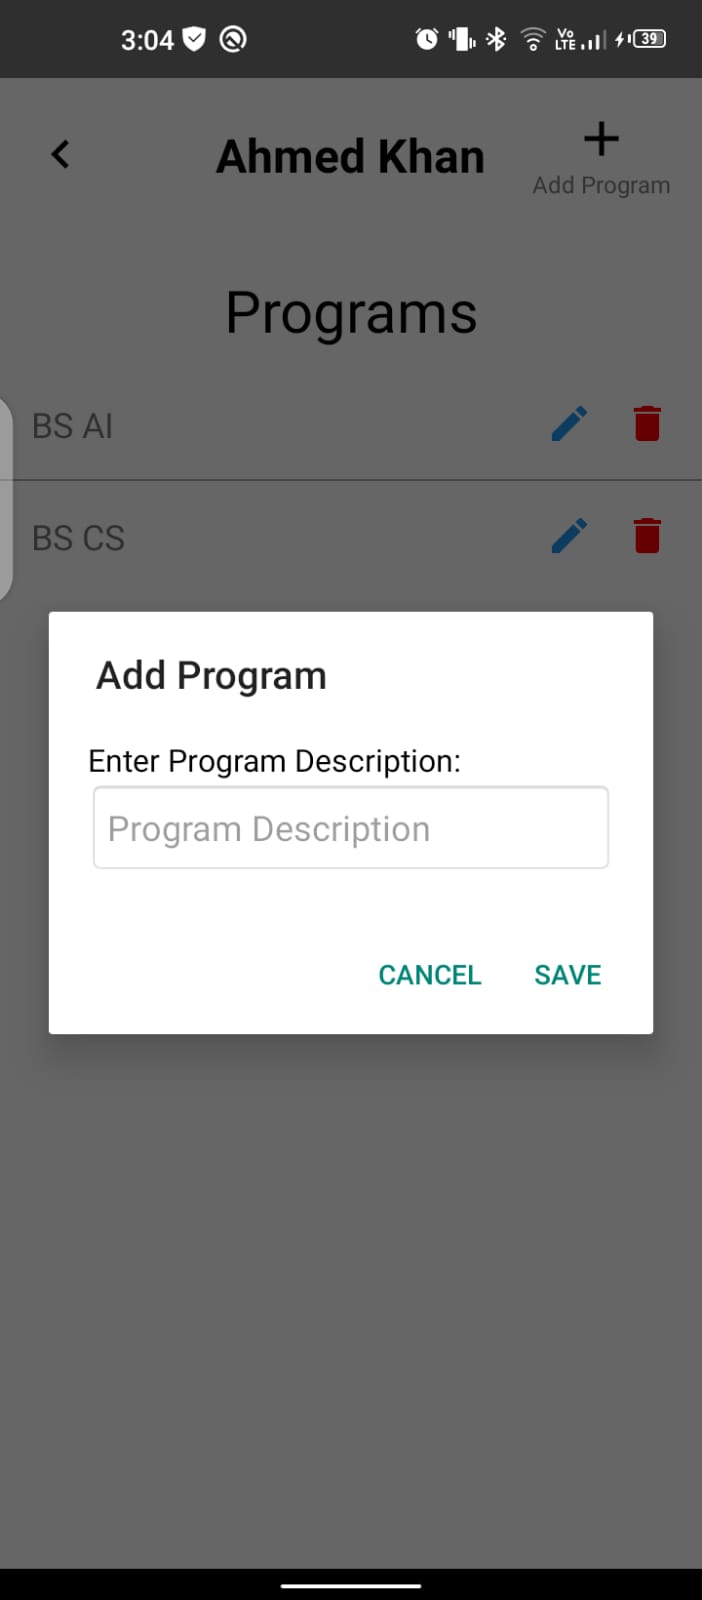 3:04 Vo LTE 39
Ahmed Khan
Add Program
Programs
BS AI
BS CS
Add Program
Enter Program Description:
Program Description
CANCEL SAVE